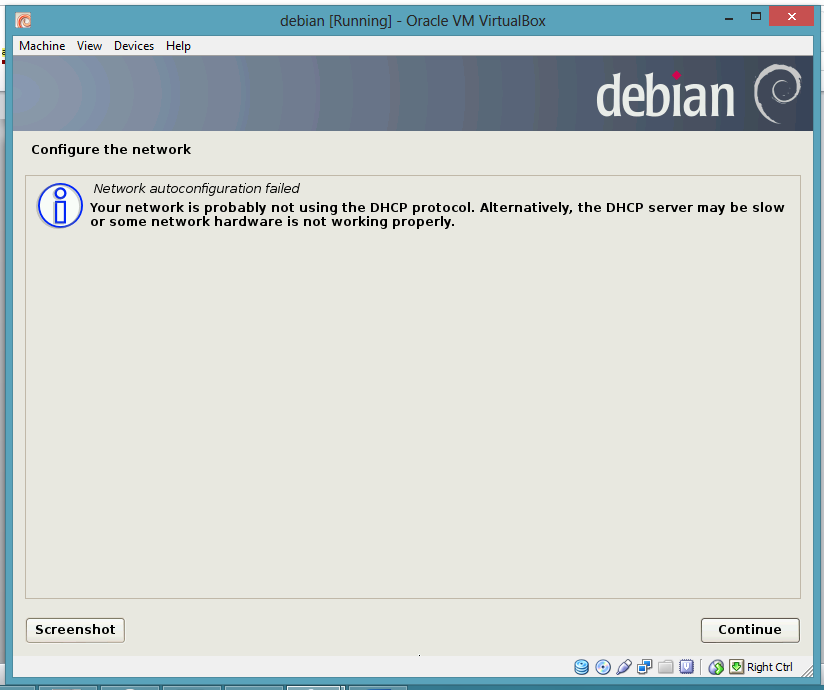 debian [Running] - Oracle VM VirtualBox
Machine View Devices Help
debian
Configure the network
Network autoconfiguration failed
Your network is probably not using the DHCP protocol. Alternatively, the DHCP server may be slow
or some network hardware is not working properly.
Screenshot
Continue
Right Ctrl